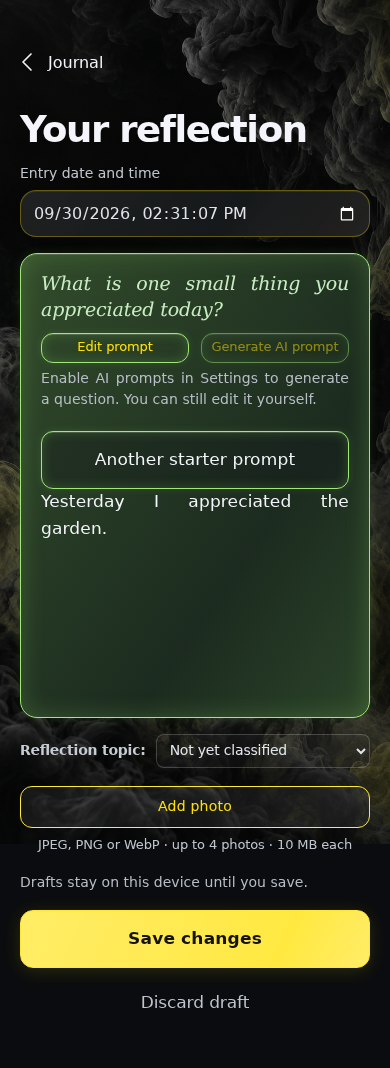 Journal
Your reflection
Entry date and time
09/30/2026, 02:31:07 PM
What is one small thing you
appreciated today?
Edit prompt
Generate AI prompt
Enable AI prompts in Settings to generate
a question. You can still edit it yourself.
Another starter prompt
Yesterday I appreciated the
garden.
Reflection topic:
Not yet classified
Add photo
JPEG, PNG or WebP · up to 4 photos · 10 MB each
Drafts stay on this device until you save.
Save changes
Discard draft